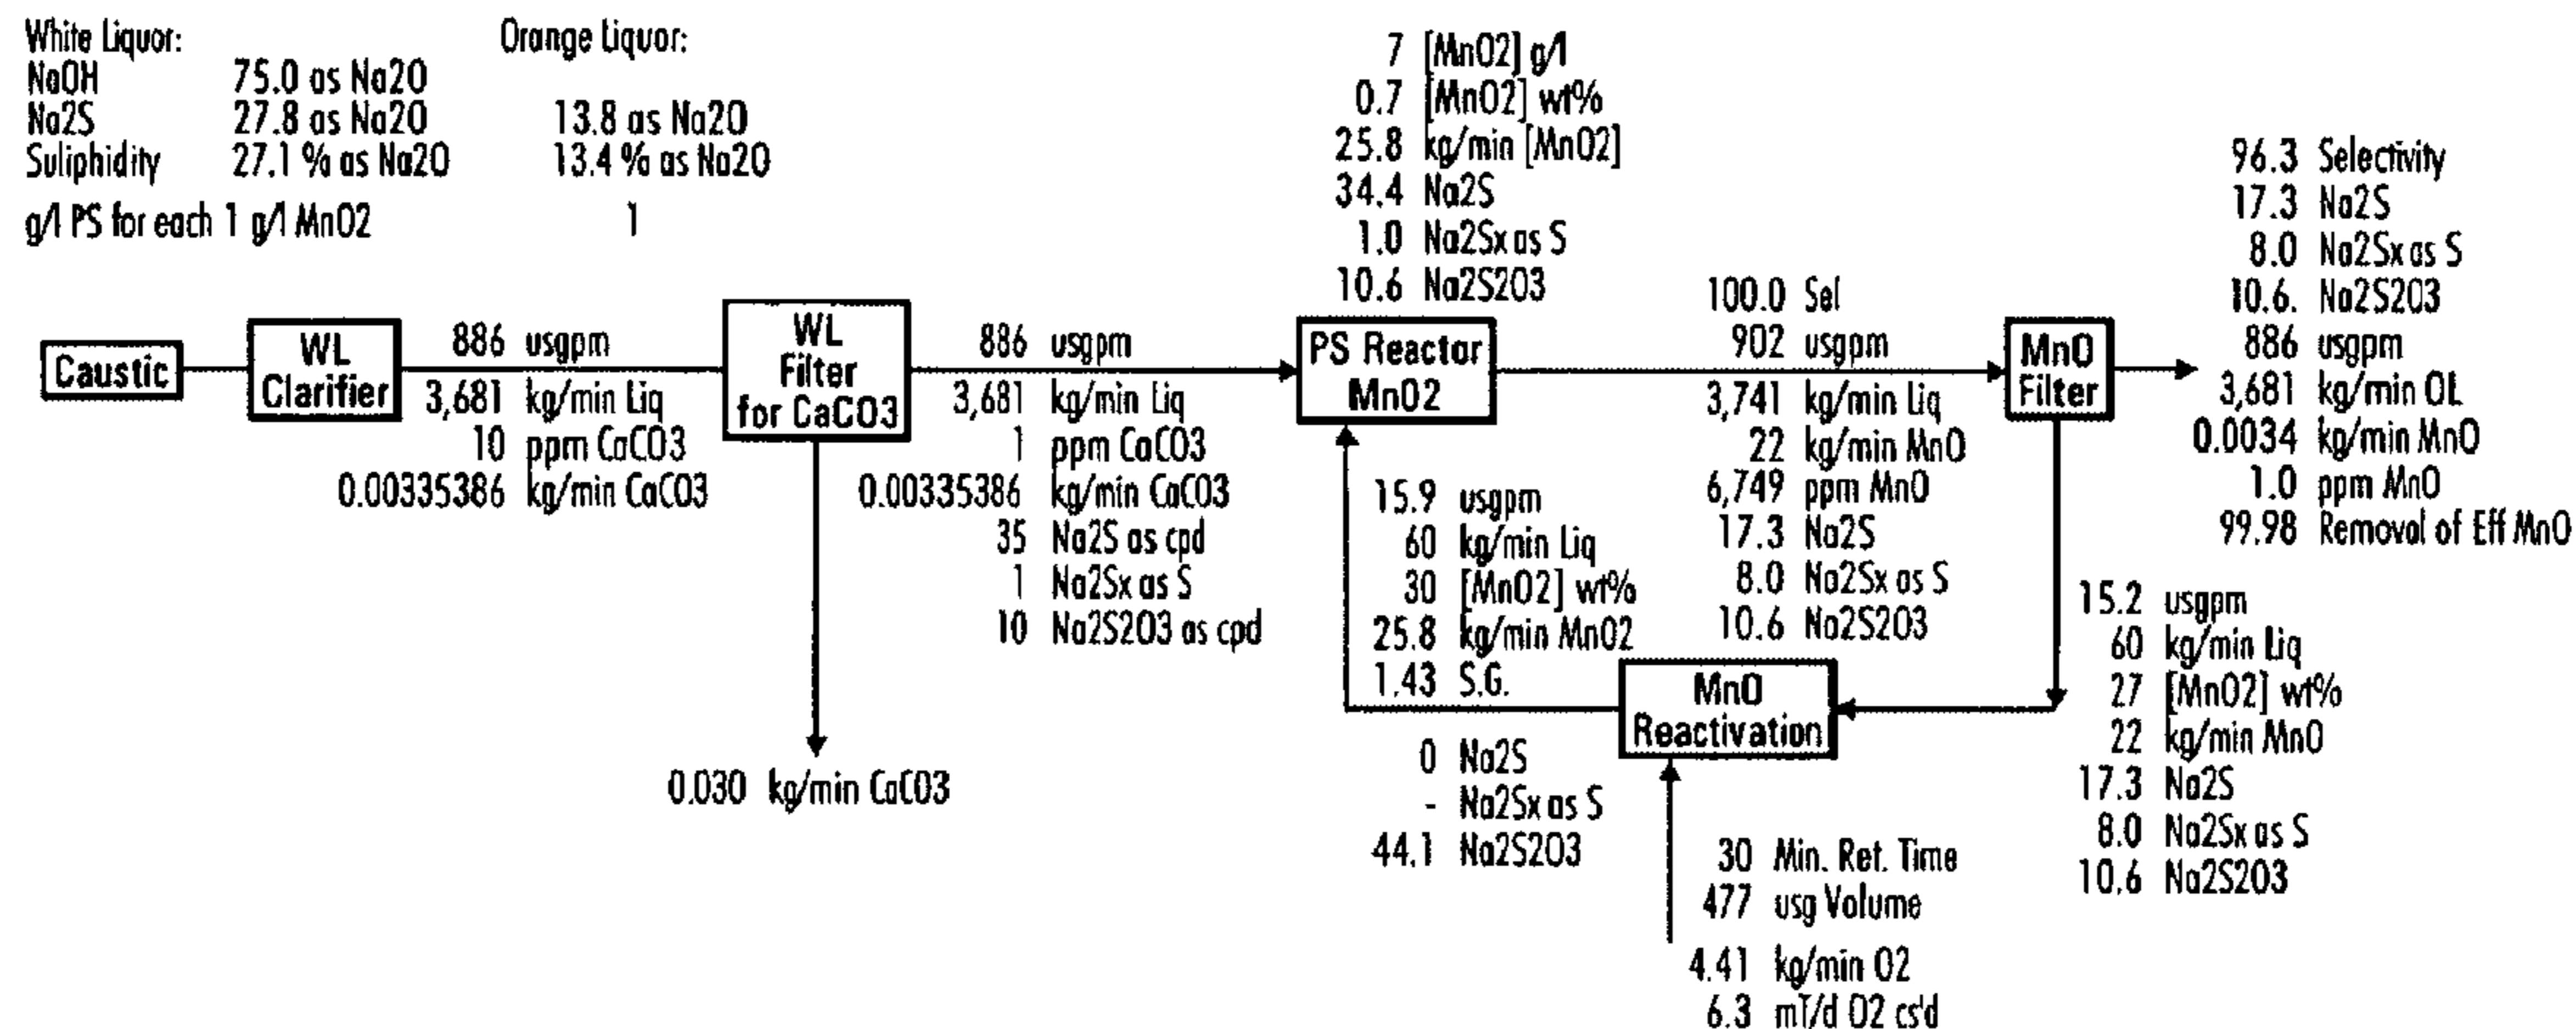 White Liquor: Orange Liquor:
NaOH 75.0 as Na2O
Na2S 27.8 as Na2O 13.8 as Na2O
Suliphidity 27.1 % as Na2O 13.4 % as Na2O
g/l PS for each 1 g/l MnO2 1
7 [MnO2] g/l
0.7 [MnO2] wt%
25.8 kg/min [MnO2]
34.4 Na2S
1.0 Na2Sx as S
10.6 Na2S2O3
96.3 Selectivity
17.3 Na2S
8.0 Na2Sx as S
10.6. Na2S2O3
886 usgpm
3,681 kg/min OL
0.0034 kg/min MnO
1.0 ppm MnO
99.98 Removal of Eff MnO
Caustic
WL
Clarifier
886 usgpm
3,681 kg/min Liq
10 ppm CaCO3
0.00335386 kg/min CaCO3
WL
Filter
for CaCO3
0.030 kg/min CaCO3
886 usgpm
3,681 kg/min Liq
1 ppm CaCO3
0.00335386 kg/min CaCO3
35 Na2S as cpd
1 Na2Sx as S
10 Na2S2O3 as cpd
PS Reactor
MnO2
100.0 Sel
902 usgpm
3,741 kg/min Liq
22 kg/min MnO
6,749 ppm MnO
17.3 Na2S
8.0 Na2Sx as S
10.6 Na2S2O3
MnO
Filter
15.9 usgpm
60 kg/min Liq
30 [MnO2] wt%
25.8 kg/min MnO2
1.43 S.G.
0 Na2S
- Na2Sx as S
44.1 Na2S2O3
MnO
Reactivation
15.2 usgpm
60 kg/min Liq
27 [MnO2] wt%
22 kg/min MnO
17.3 Na2S
8.0 Na2Sx as S
10.6 Na2S2O3
30 Min. Ret. Time
477 usg Volume
4.41 kg/min O2
6.3 mT/d O2 cs'd